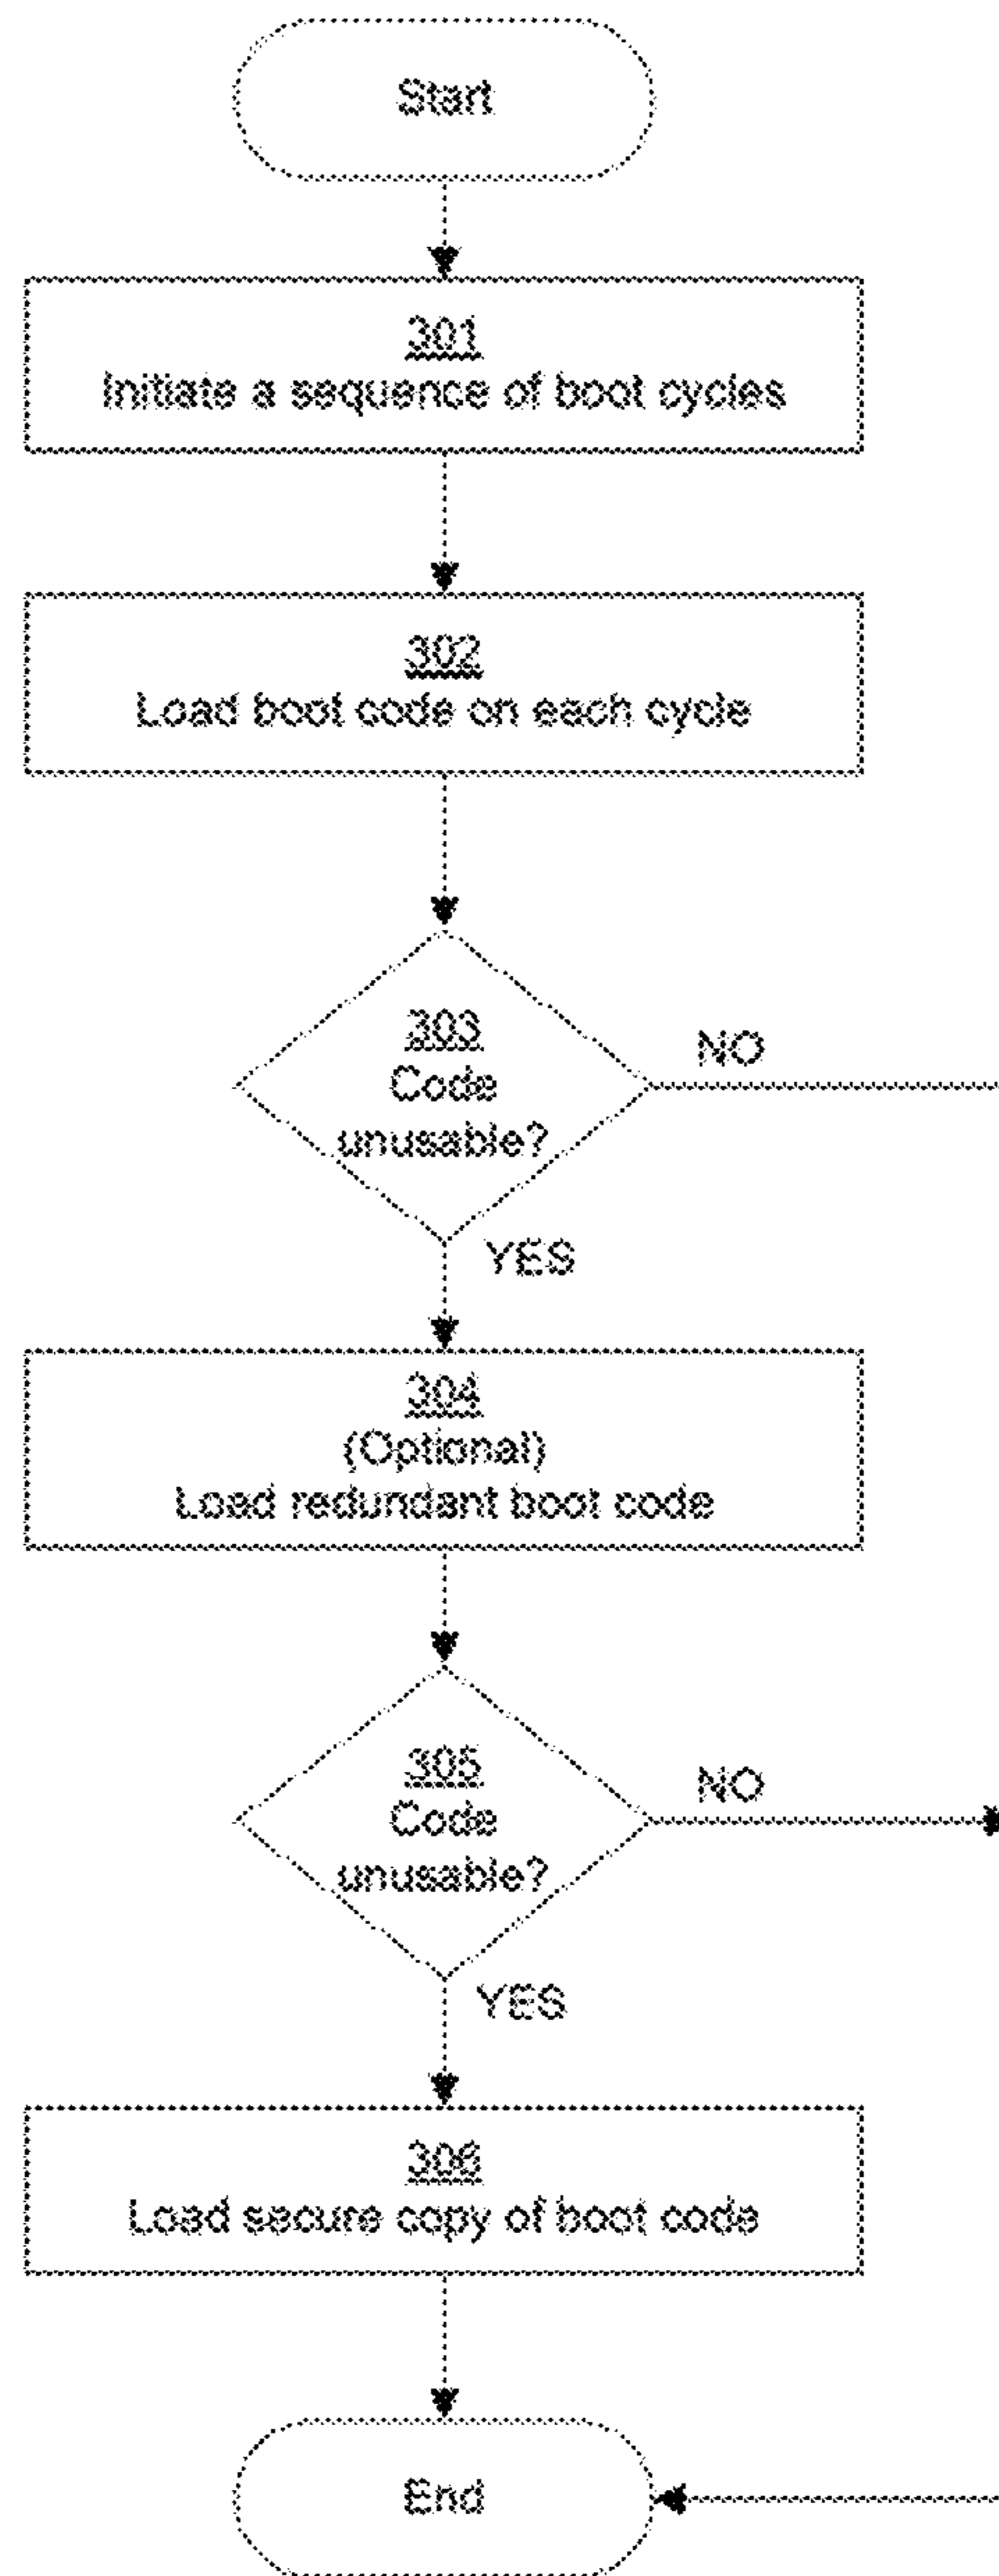 Start
301
Initiate a sequence of boot cycles
302
Load boot code on each cycle
303
Code
unusable?
NO
YES
304
(Optional)
Load redundant boot code
305
Code
unusable?
NO
YES
306
Load secure copy of boot code
End